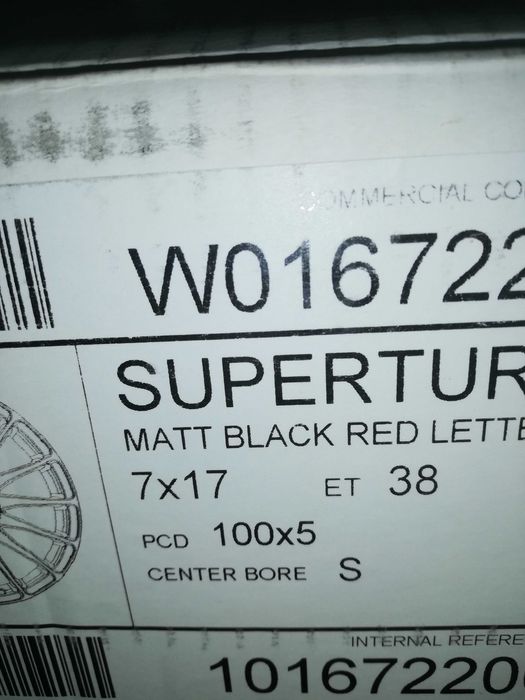 COMMERCIAL CO
W016722
SUPERTUR
MATT BLACK RED LETTE
7x17 ET 38
PCD 100x5
CENTER BORE S
INTERNAL REFERE
10167220